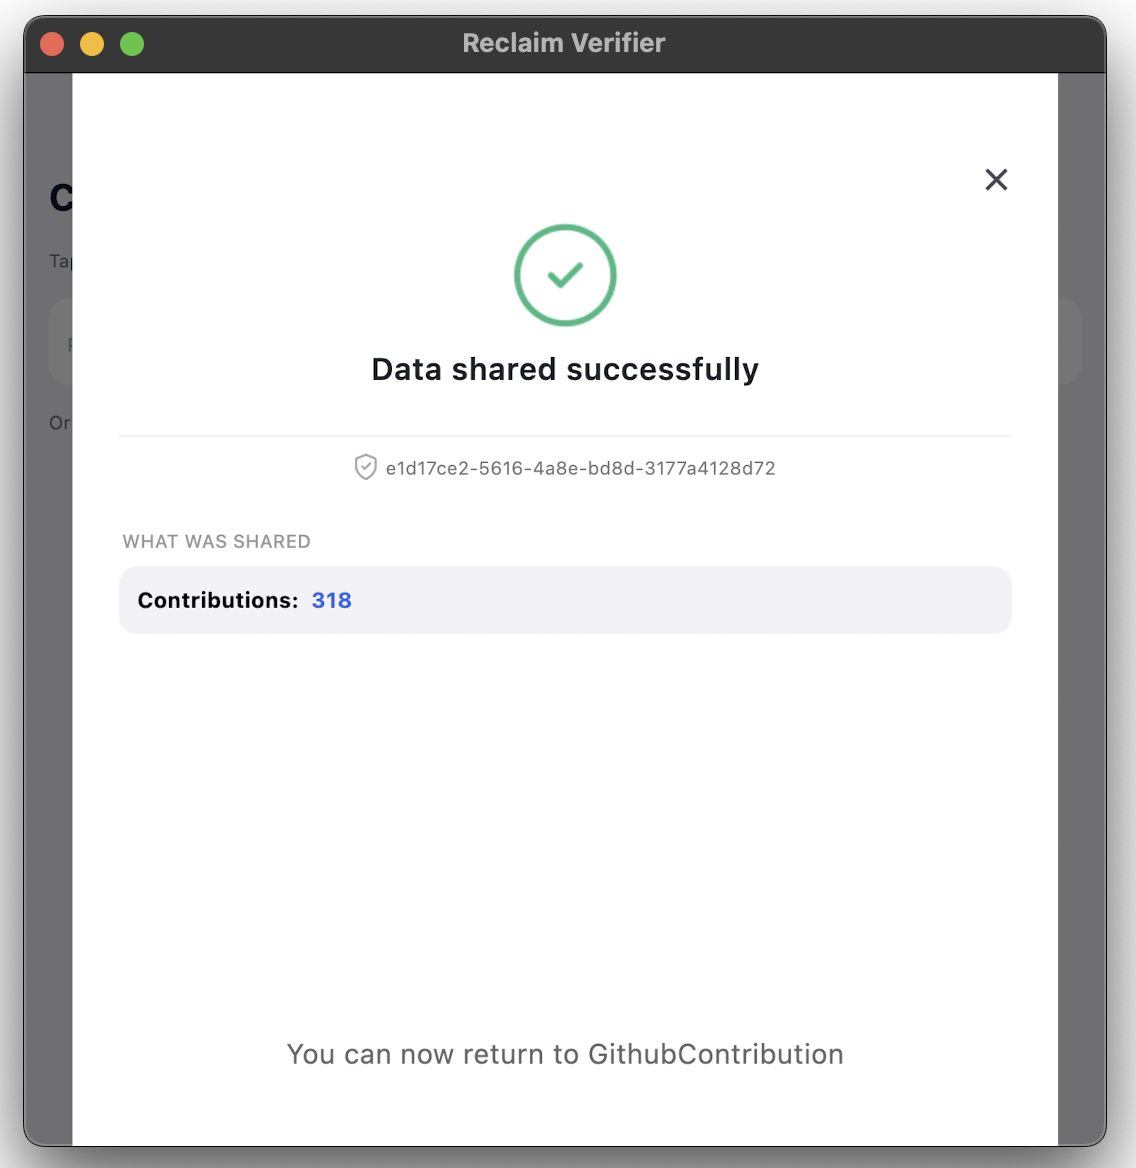 Reclaim Verifier
Data shared successfully
e1d17ce2-5616-4a8e-bd8d-3177a4128d72
WHAT WAS SHARED
Contributions: 318
You can now return to GithubContribution
Or